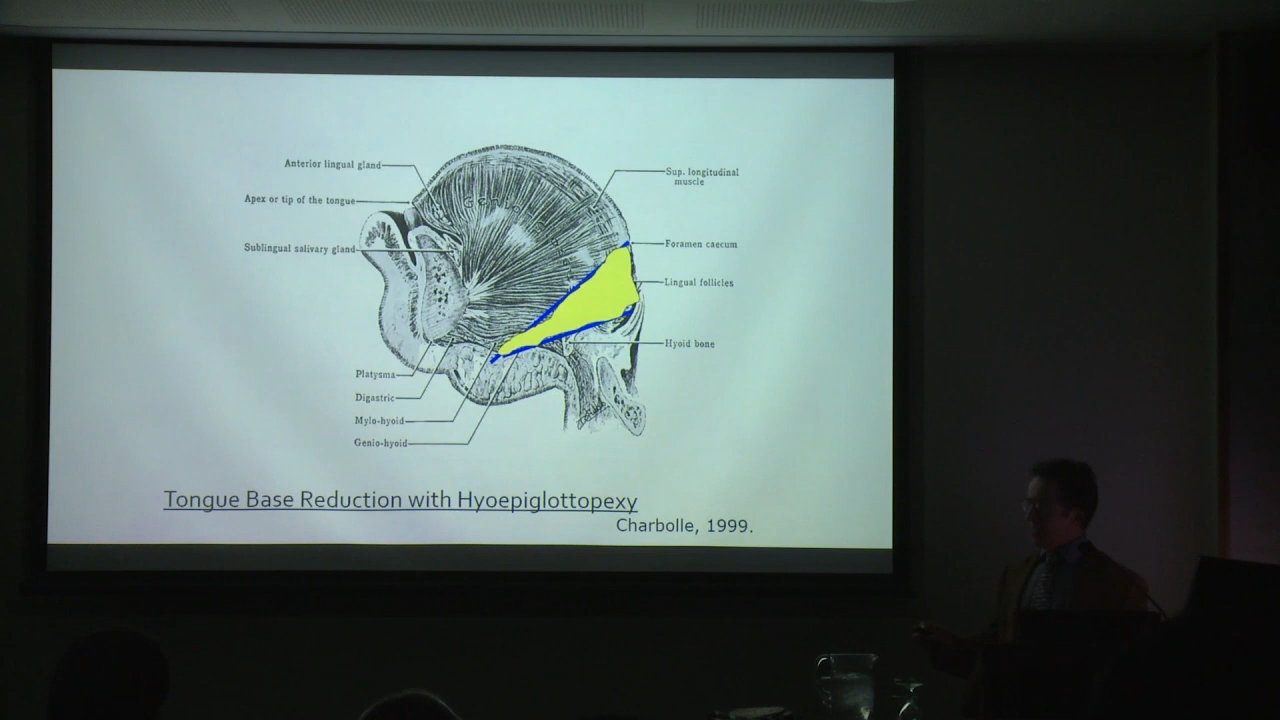 Anterior lingual gland
Apex or tip of the tongue
Sublingual salivary gland
Sup. longitudinal
muscle
Foramen caecum
Lingual follicles
Hyoid bone
Platysma
Digastric
Mylo-hyoid
Genio-hyoid
Tongue Base Reduction with Hyoepiglottopexy
Charbolle, 1999.